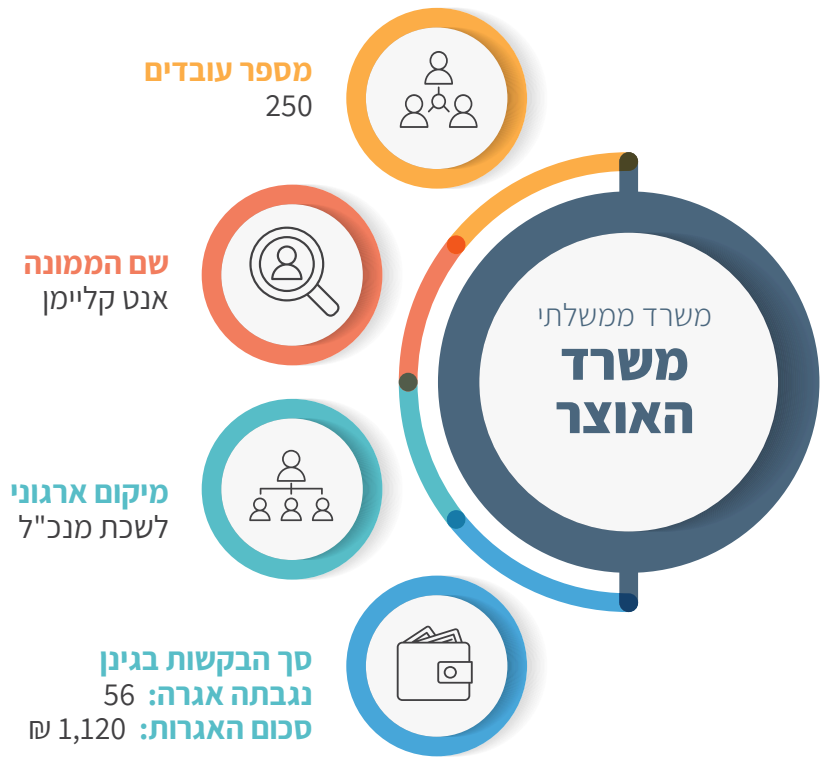 משרד ממשלתי
משרד
האוצר
מספר עובדים
250
שם הממונה
אנט קליימן
מיקום ארגוני
לשכת מנכ"ל
סך הבקשות בגינן
נגבתה אגרה: 56
סכום האגרות: 1,120 ₪